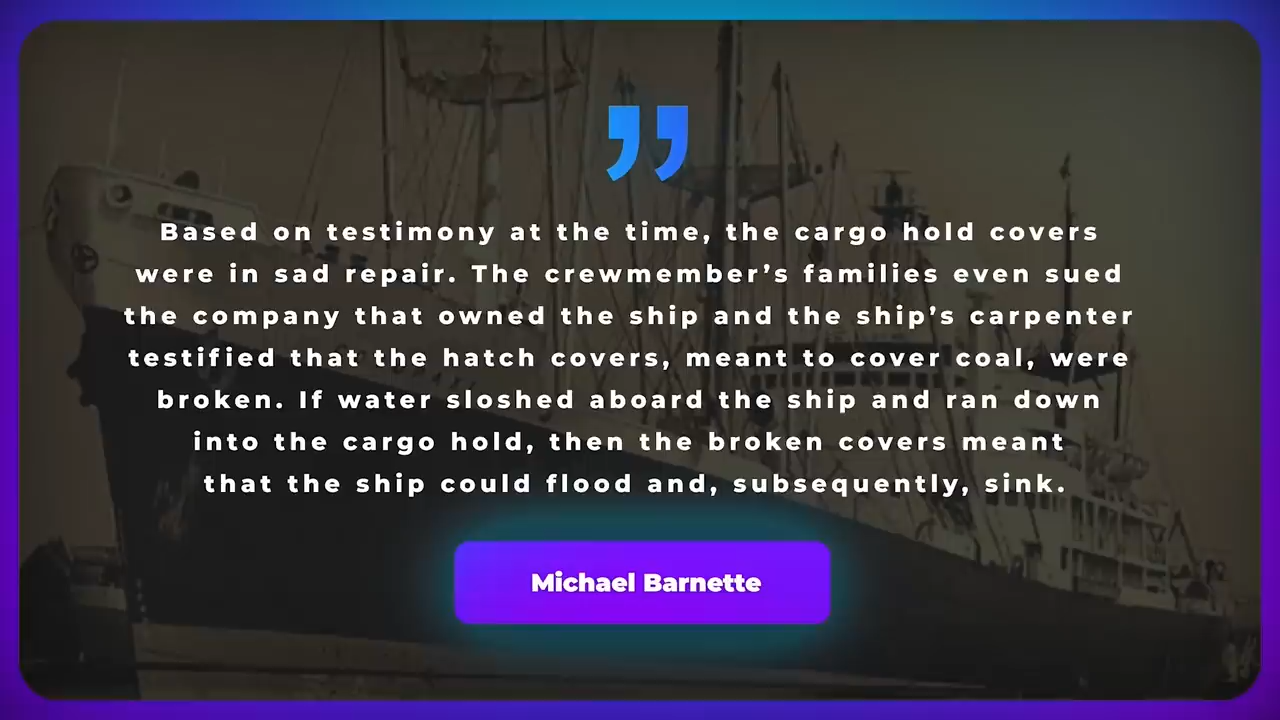 ”
Based on testimony at the time, the cargo hold covers
were in sad repair. The crewmember’s families even sued
the company that owned the ship and the ship’s carpenter
testified that the hatch covers, meant to cover coal, were
broken. If water sloshed aboard the ship and ran down
into the cargo hold, then the broken covers meant
that the ship could flood and, subsequently, sink.
Michael Barnette